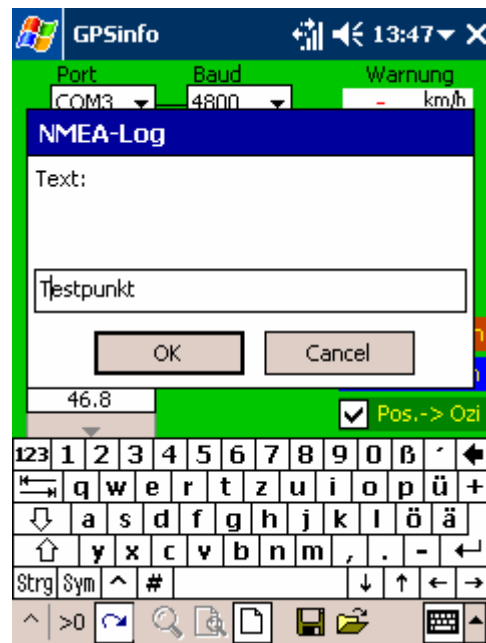 GPSinfo 13:47
Port Baud Warnung
COM3 4800 - km/h
NMEA-Log
Text:
Testpunkt
OK Cancel
46.8
Pos.-> Ozi
123 1 2 3 4 5 6 7 8 9 0 ß ´
q w e r t z u i o p ü +
a s d f g h j k l ö ä
y x c v b n m , . -
Strg Sym ^ # ↓ ↑ ← →
>0